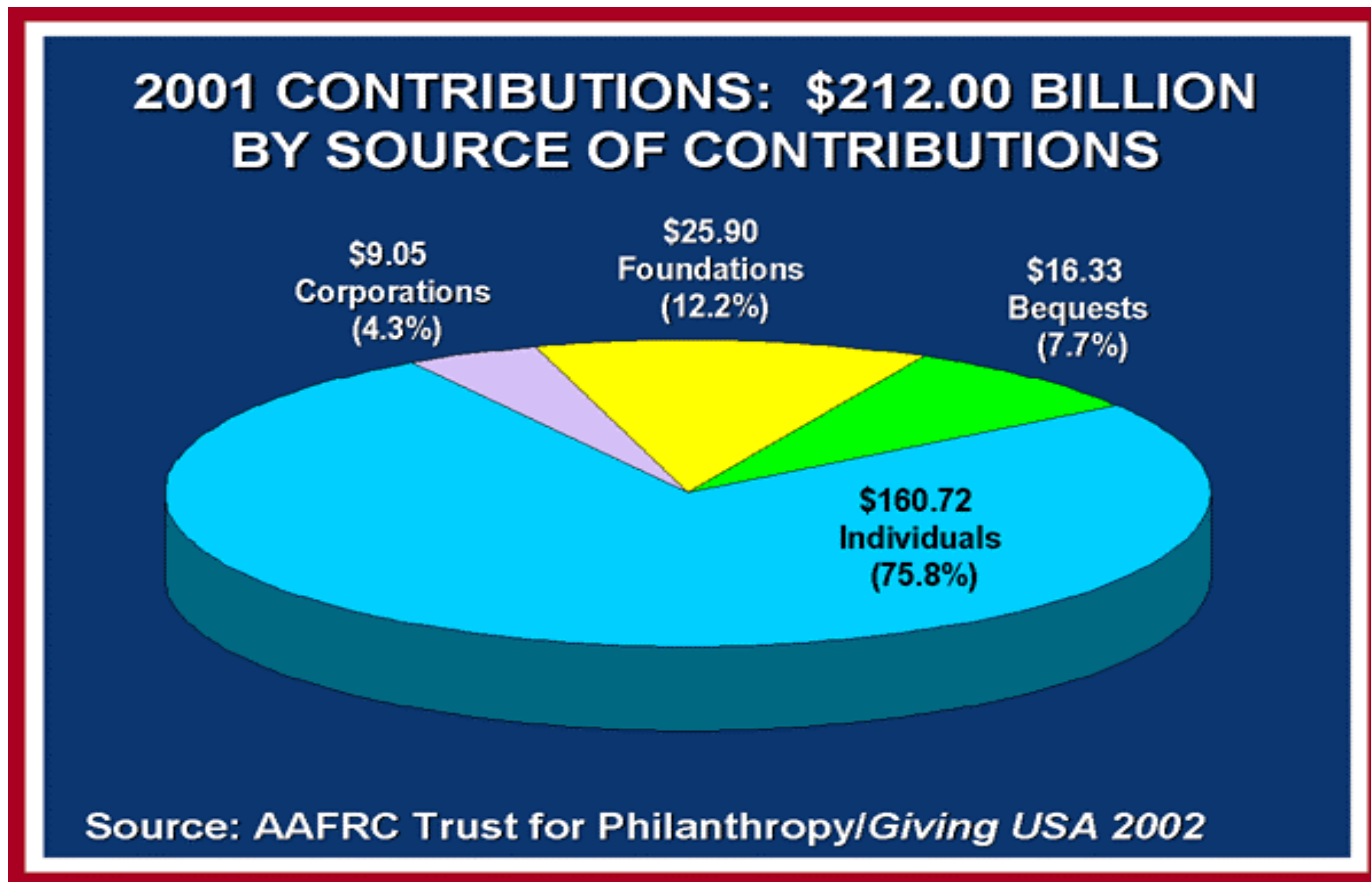 2001 CONTRIBUTIONS: $212.00 BILLION
BY SOURCE OF CONTRIBUTIONS
$9.05
Corporations
(4.3%)
$25.90
Foundations
(12.2%)
$16.33
Bequests
(7.7%)
$160.72
Individuals
(75.8%)
Source: AAFRC Trust for Philanthropy/Giving USA 2002